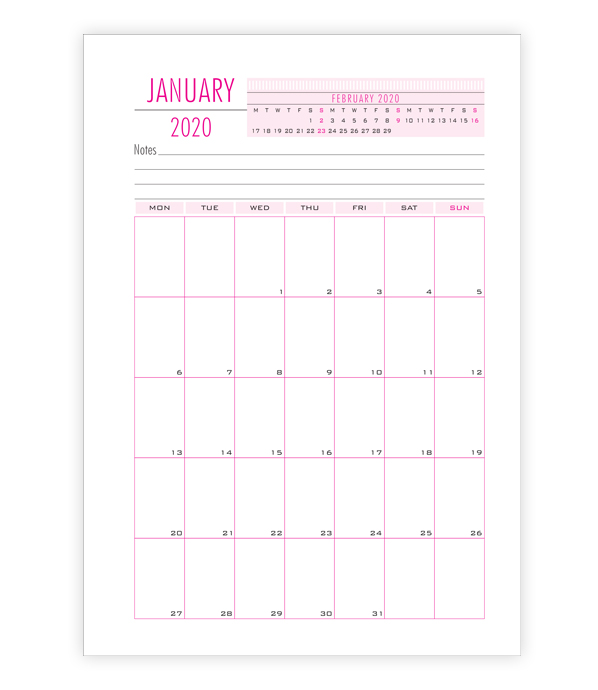 JANUARY
2020
FEBRUARY 2020
M T W T F S S M T W T F S S M T W T F S S
1 2 3 4 5 6 7 8 9 10 11 12 13 14 15 16
17 18 19 20 21 22 23 24 25 26 27 28 29
Notes
MON TUE WED THU FRI SAT SUN
1 2 3 4 5
6 7 8 9 10 11 12
13 14 15 16 17 18 19
20 21 22 23 24 25 26
27 28 29 30 31